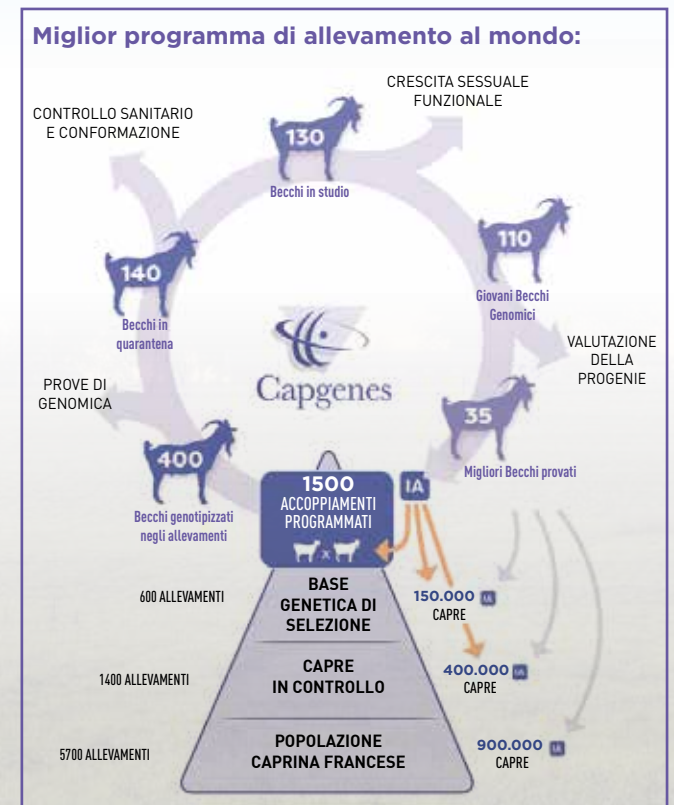 Miglior programma di allevamento al mondo:
CRESCITA SESSUALE
FUNZIONALE
CONTROLLO SANITARIO
E CONFORMAZIONE
130
Becchi in studio
110
Giovani Becchi
Genomici
140
Becchi in
quarantena
Capgenes
VALUTAZIONE
DELLA
PROGENIE
PROVE DI
GENOMICA
35
Migliori Becchi provati
400
Becchi genotipizzati
negli allevamenti
1500
ACCOPPIAMENTI
PROGRAMMATI
x
IA
600 ALLEVAMENTI
BASE
GENETICA DI
SELEZIONE
150.000 IA
CAPRE
1400 ALLEVAMENTI
CAPRE
IN CONTROLLO
400.000 IA
CAPRE
5700 ALLEVAMENTI
POPOLAZIONE
CAPRINA FRANCESE
900.000 IA
CAPRE